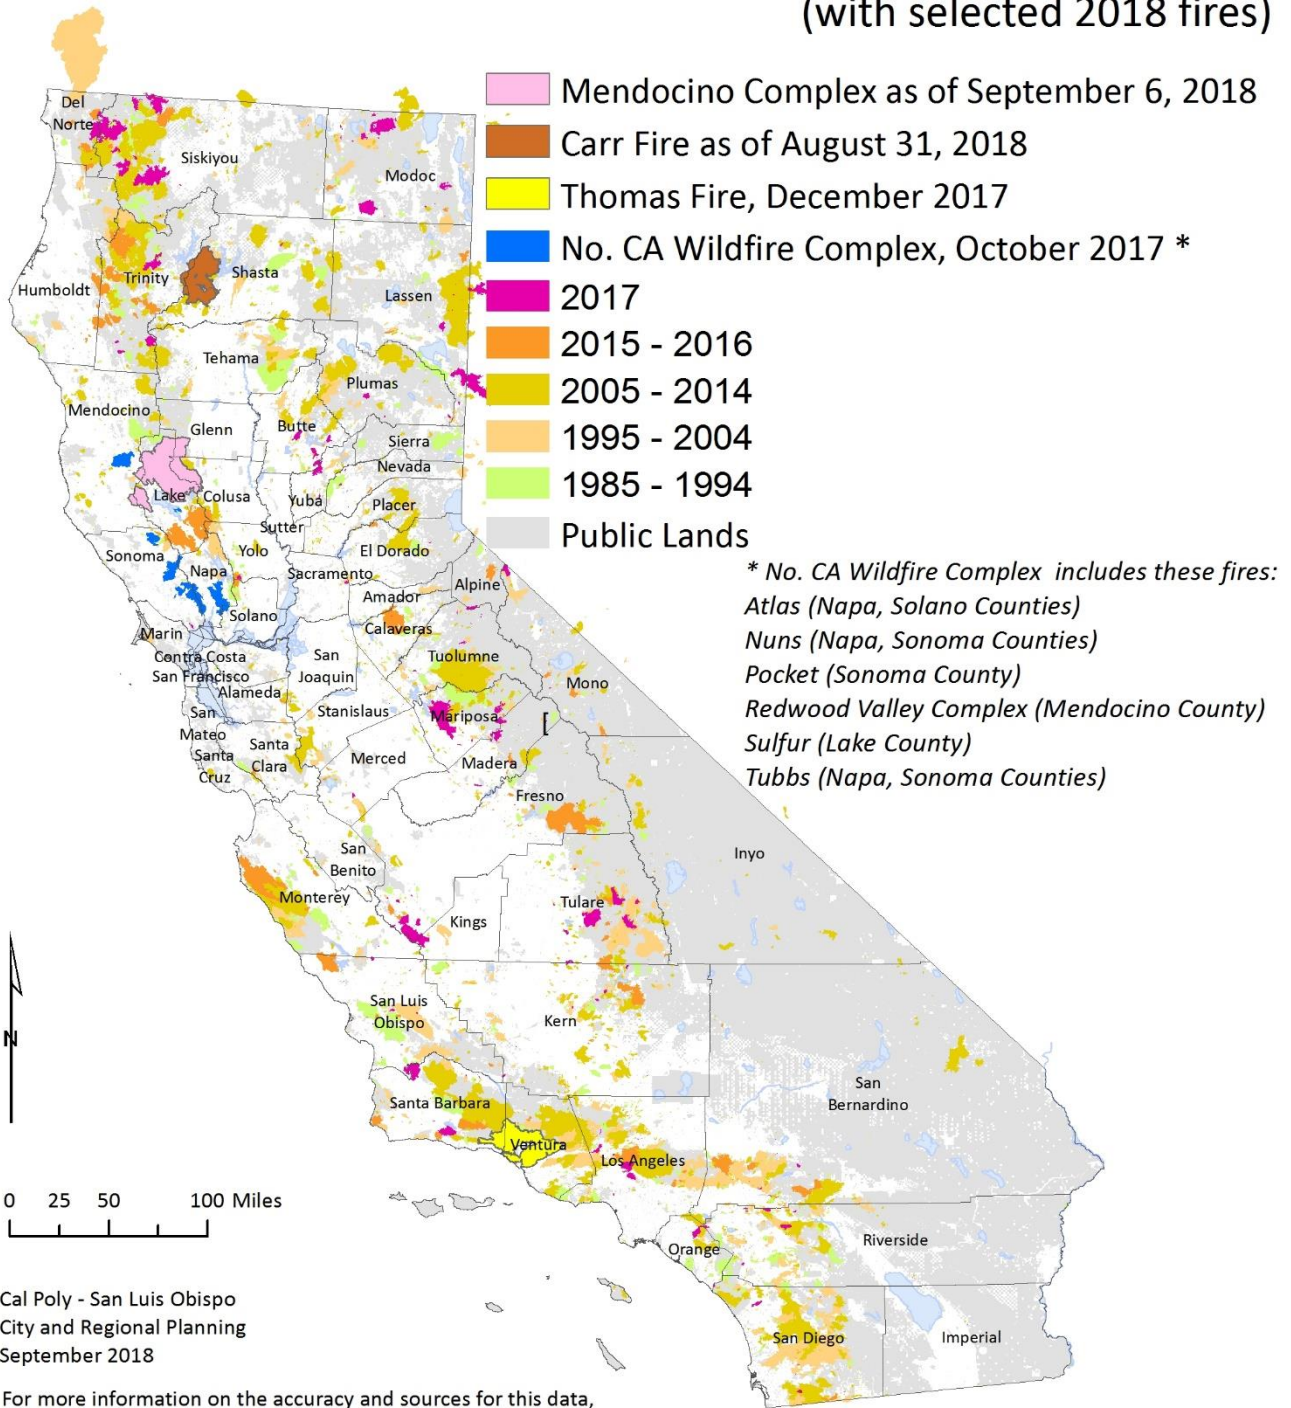 (with selected 2018 fires)
Mendocino Complex as of September 6, 2018
Carr Fire as of August 31, 2018
Thomas Fire, December 2017
No. CA Wildfire Complex, October 2017 *
2017
2015 - 2016
2005 - 2014
1995 - 2004
1985 - 1994
Public Lands
* No. CA Wildfire Complex includes these fires:
Atlas (Napa, Solano Counties)
Nuns (Napa, Sonoma Counties)
Pocket (Sonoma County)
Redwood Valley Complex (Mendocino County)
Sulfur (Lake County)
Tubbs (Napa, Sonoma Counties)
Del
Norte
Siskiyou
Modoc
Humboldt
Trinity
Shasta
Lassen
Tehama
Plumas
Mendocino
Glenn
Butte
Sierra
Nevada
Lake
Colusa
Yuba
Placer
Sutter
Sonoma
Yolo
El Dorado
Napa
Sacramento
Alpine
Amador
Solano
Marin
Calaveras
Contra Costa
San
Joaquin
Tuolumne
San Francisco
Alameda
Mono
San
Mateo
Stanislaus
Mariposa
[
Santa
Clara
Santa
Cruz
Merced
Madera
Fresno
San
Benito
Inyo
Monterey
Kings
Tulare
San Luis
Obispo
Kern
San
Bernardino
Santa Barbara
Ventura
Los Angeles
Orange
Riverside
San Diego
Imperial
N
0 25 50 100 Miles
Cal Poly - San Luis Obispo
City and Regional Planning
September 2018
For more information on the accuracy and sources for this data,